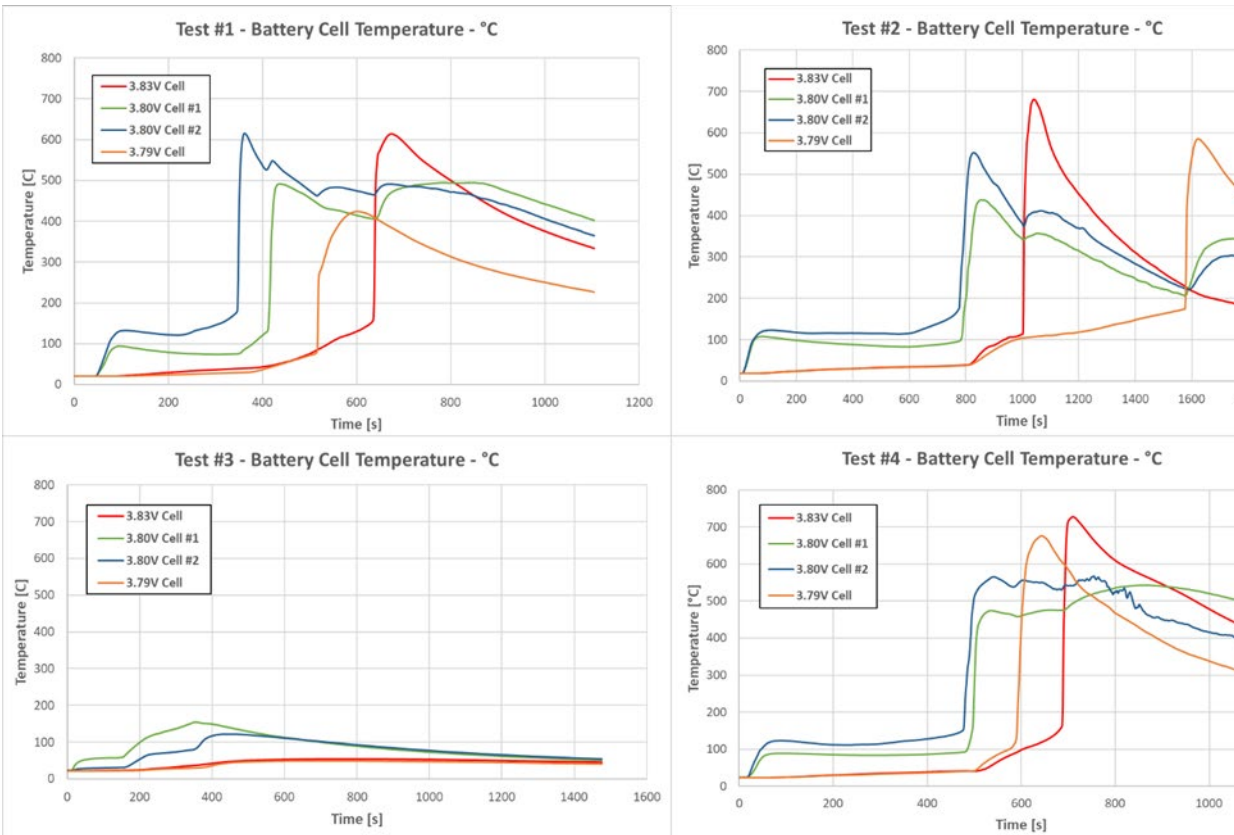 Test #1 - Battery Cell Temperature - °C
800
700
600
500
400
300
200
100
0
Temperature [C]
3.83V Cell
3.80V Cell #1
3.80V Cell #2
3.79V Cell
0 200 400 600 800 1000 1200
Time [s]
Test #2 - Battery Cell Temperature - °C
800
700
600
500
400
300
200
100
0
Temperature [C]
3.83V Cell
3.80V Cell #1
3.80V Cell #2
3.79V Cell
0 200 400 600 800 1000 1200 1400 1600
Time [s]
Test #3 - Battery Cell Temperature - °C
800
700
600
500
400
300
200
100
0
Temperature [C]
3.83V Cell
3.80V Cell #1
3.80V Cell #2
3.79V Cell
0 200 400 600 800 1000 1200 1400 1600
Time [s]
Test #4 - Battery Cell Temperature - °C
800
700
600
500
400
300
200
100
0
Temperature [°C]
3.83V Cell
3.80V Cell #1
3.80V Cell #2
3.79V Cell
0 200 400 600 800 1000
Time [s]